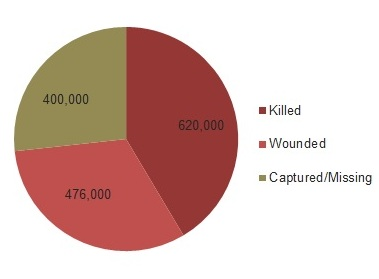 400,000
620,000
476,000
Killed
Wounded
Captured/Missing